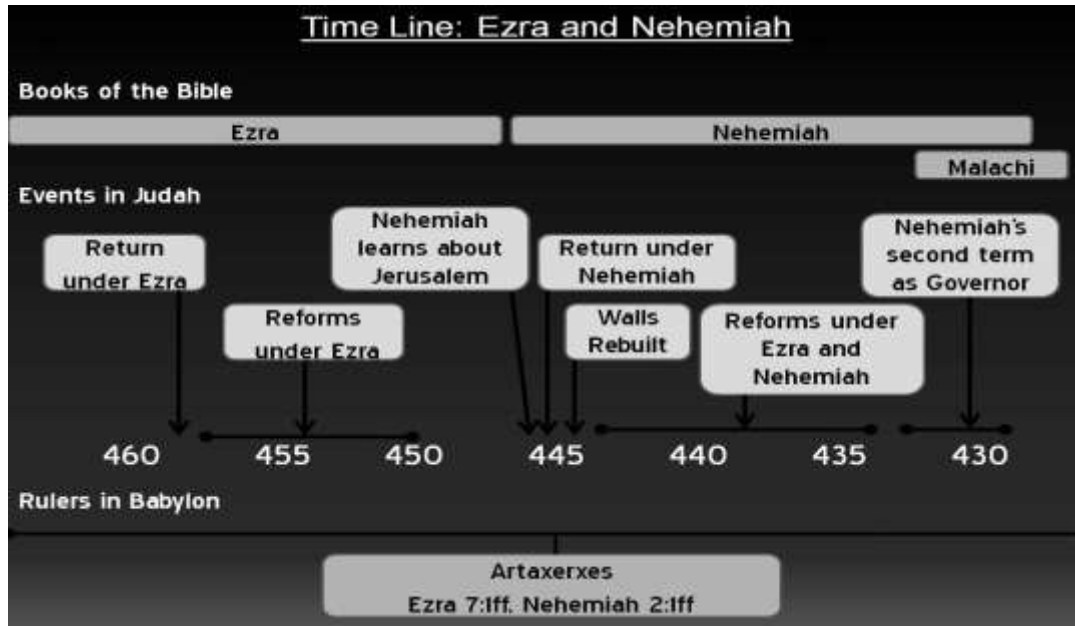 Time Line: Ezra and Nehemiah
Books of the Bible
Ezra
Nehemiah
Malachi
Events in Judah
Return
under Ezra
Reforms
under Ezra
Nehemiah
learns about
Jerusalem
Return under
Nehemiah
Walls
Rebuilt
Reforms under
Ezra and
Nehemiah
Nehemiah's
second term
as Governor
460 455 450 445 440 435 430
Rulers in Babylon
Artaxerxes
Ezra 7:1ff. Nehemiah 2:1ff